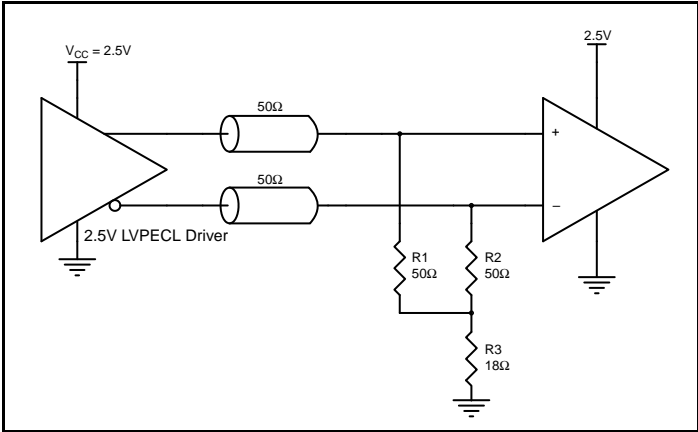 2.5V
V_CC = 2.5V
50Ω
+
50Ω
–
2.5V LVPECL Driver
R1
50Ω
R2
50Ω
R3
18Ω